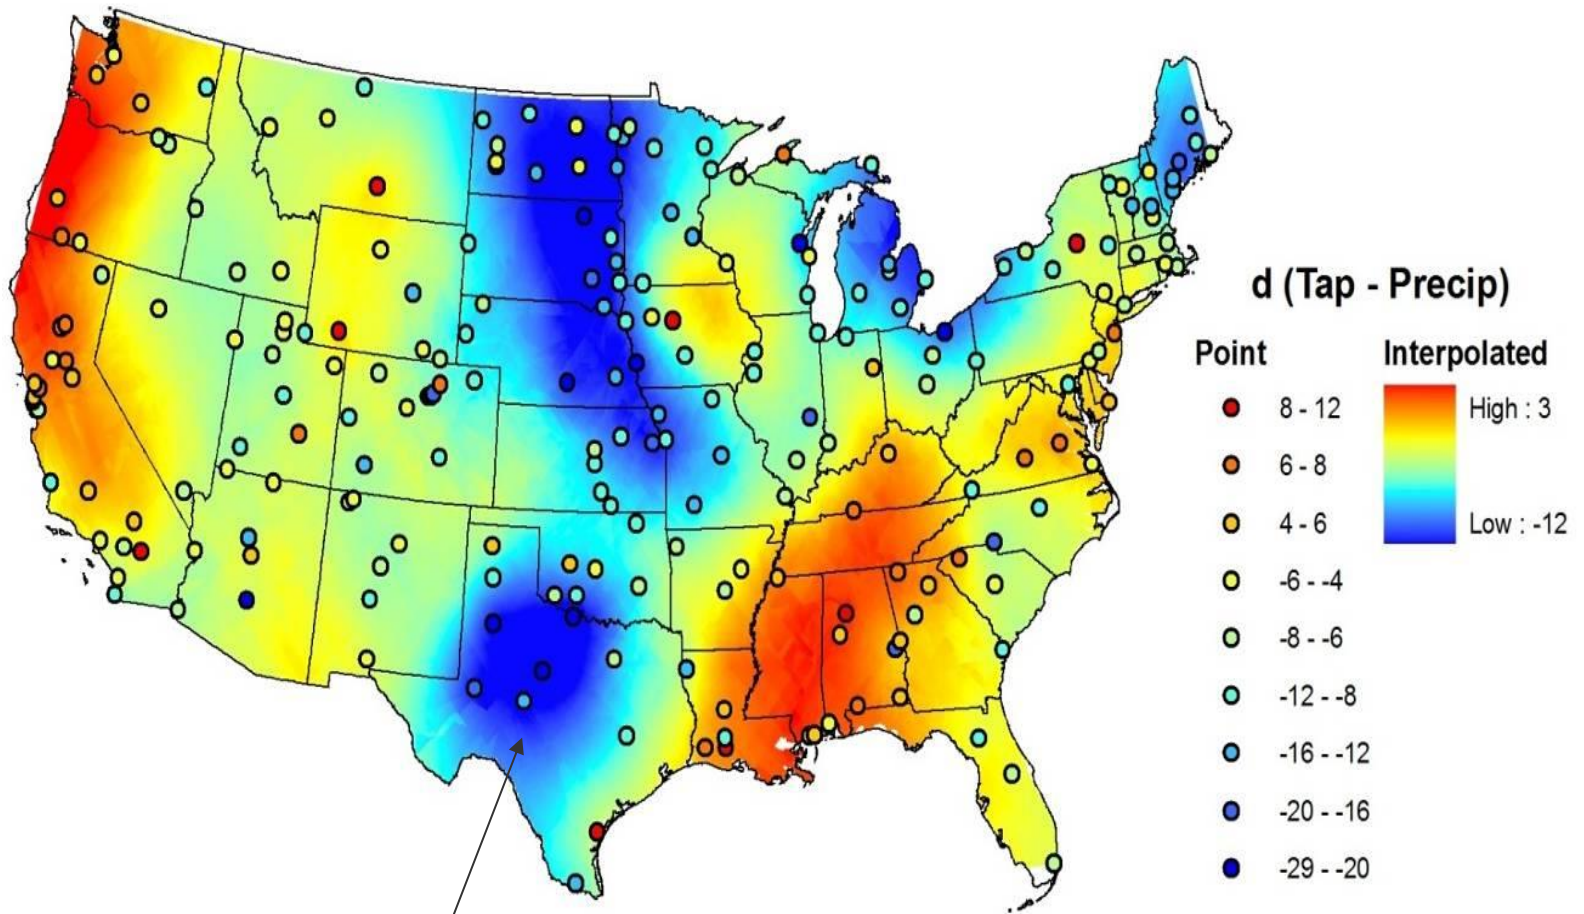 d (Tap - Precip)
Point
Interpolated
8 - 12
6 - 8
4 - 6
-6 - -4
-8 - -6
-12 - -8
-16 - -12
-20 - -16
-29 - -20
High : 3
Low : -12